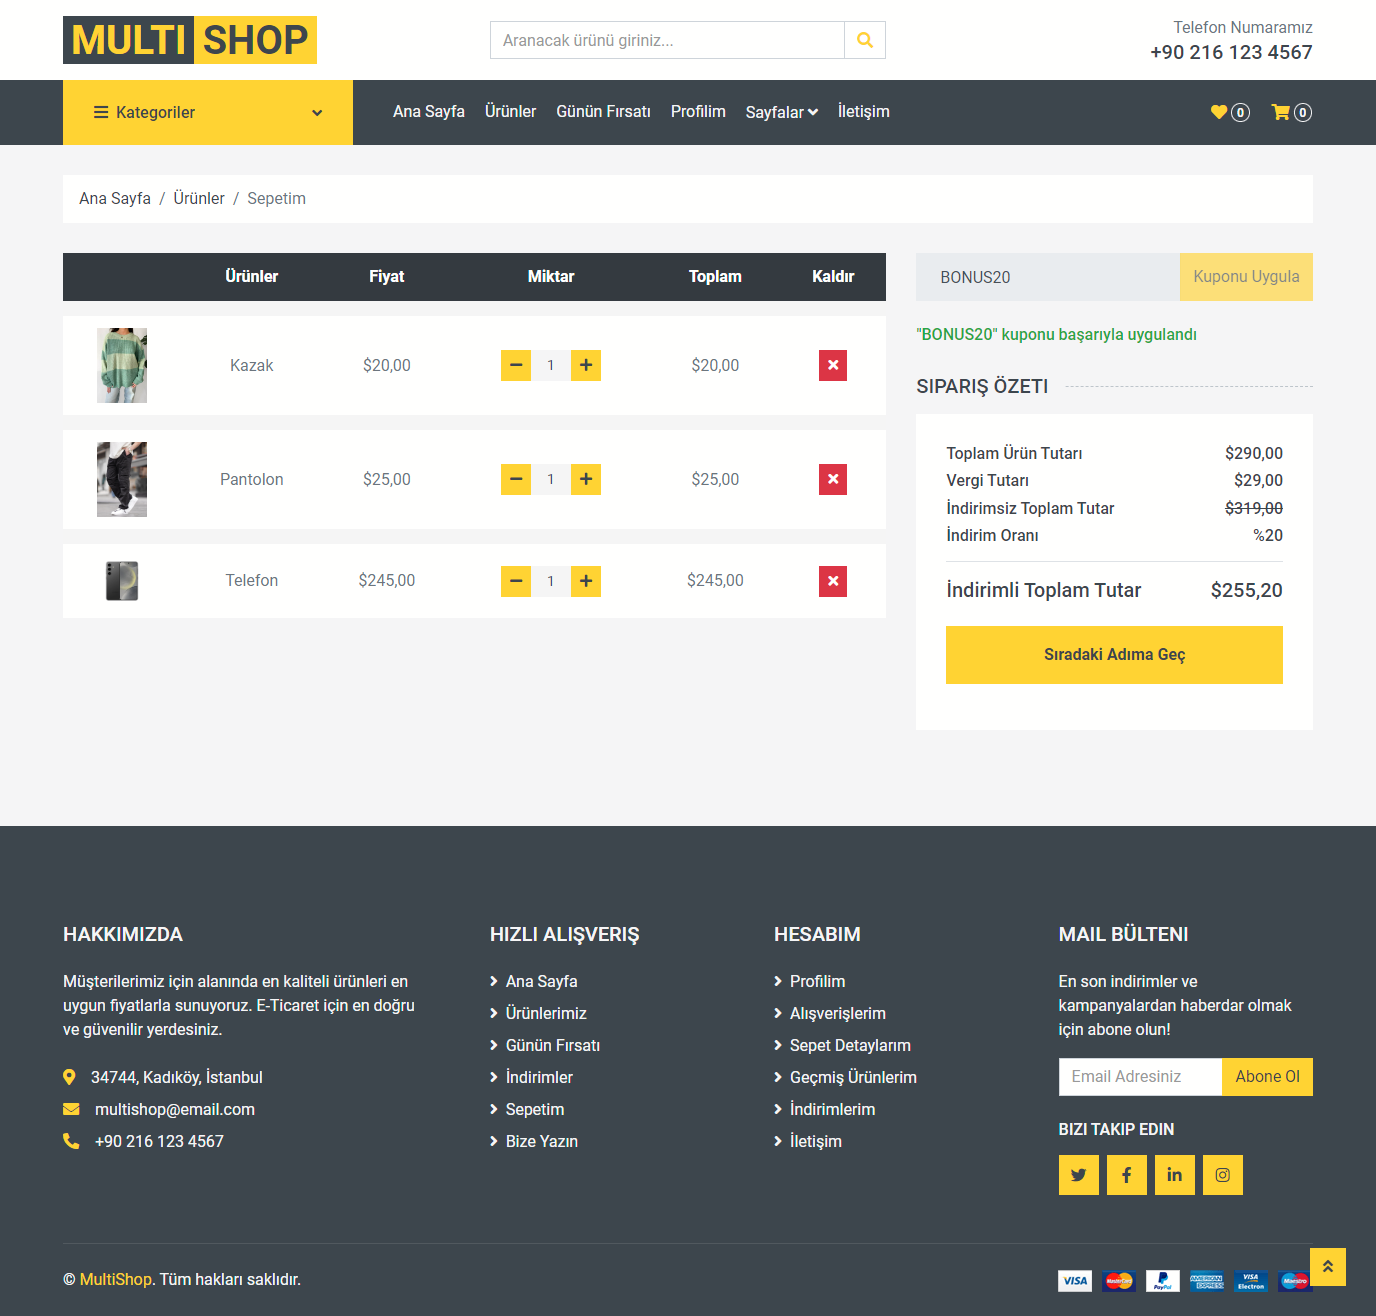 MULTI SHOP
Aranacak ürünü giriniz...
Telefon Numaramız
+90 216 123 4567
Kategoriler
Ana Sayfa Ürünler Günün Fırsatı Profilim Sayfalar İletişim
0 0
Ana Sayfa / Ürünler / Sepetim
Ürünler Fiyat Miktar Toplam Kaldır
Kazak $20,00 1 $20,00
Pantolon $25,00 1 $25,00
Telefon $245,00 1 $245,00
BONUS20 Kuponu Uygula
"BONUS20" kuponu başarıyla uygulandı
SIPARIŞ ÖZETI
Toplam Ürün Tutarı $290,00
Vergi Tutarı $29,00
İndirimsiz Toplam Tutar $319,00
İndirim Oranı %20
İndirimli Toplam Tutar $255,20
Sıradaki Adıma Geç
HAKKIMIZDA
Müşterilerimiz için alanında en kaliteli ürünleri en
uygun fiyatlarla sunuyoruz. E-Ticaret için en doğru
ve güvenilir yerdesiniz.
34744, Kadıköy, İstanbul
multishop@email.com
+90 216 123 4567
HIZLI ALIŞVERIŞ
Ana Sayfa
Ürünlerimiz
Günün Fırsatı
İndirimler
Sepetim
Bize Yazın
HESABIM
Profilim
Alışverişlerim
Sepet Detaylarım
Geçmiş Ürünlerim
İndirimlerim
İletişim
MAIL BÜLTENI
En son indirimler ve
kampanyalardan haberdar olmak
için abone olun!
Email Adresiniz Abone Ol
BIZI TAKIP EDIN
© MultiShop. Tüm hakları saklıdır.
VISA MasterCard PayPal AMERICAN EXPRESS VISA Electron Maestro